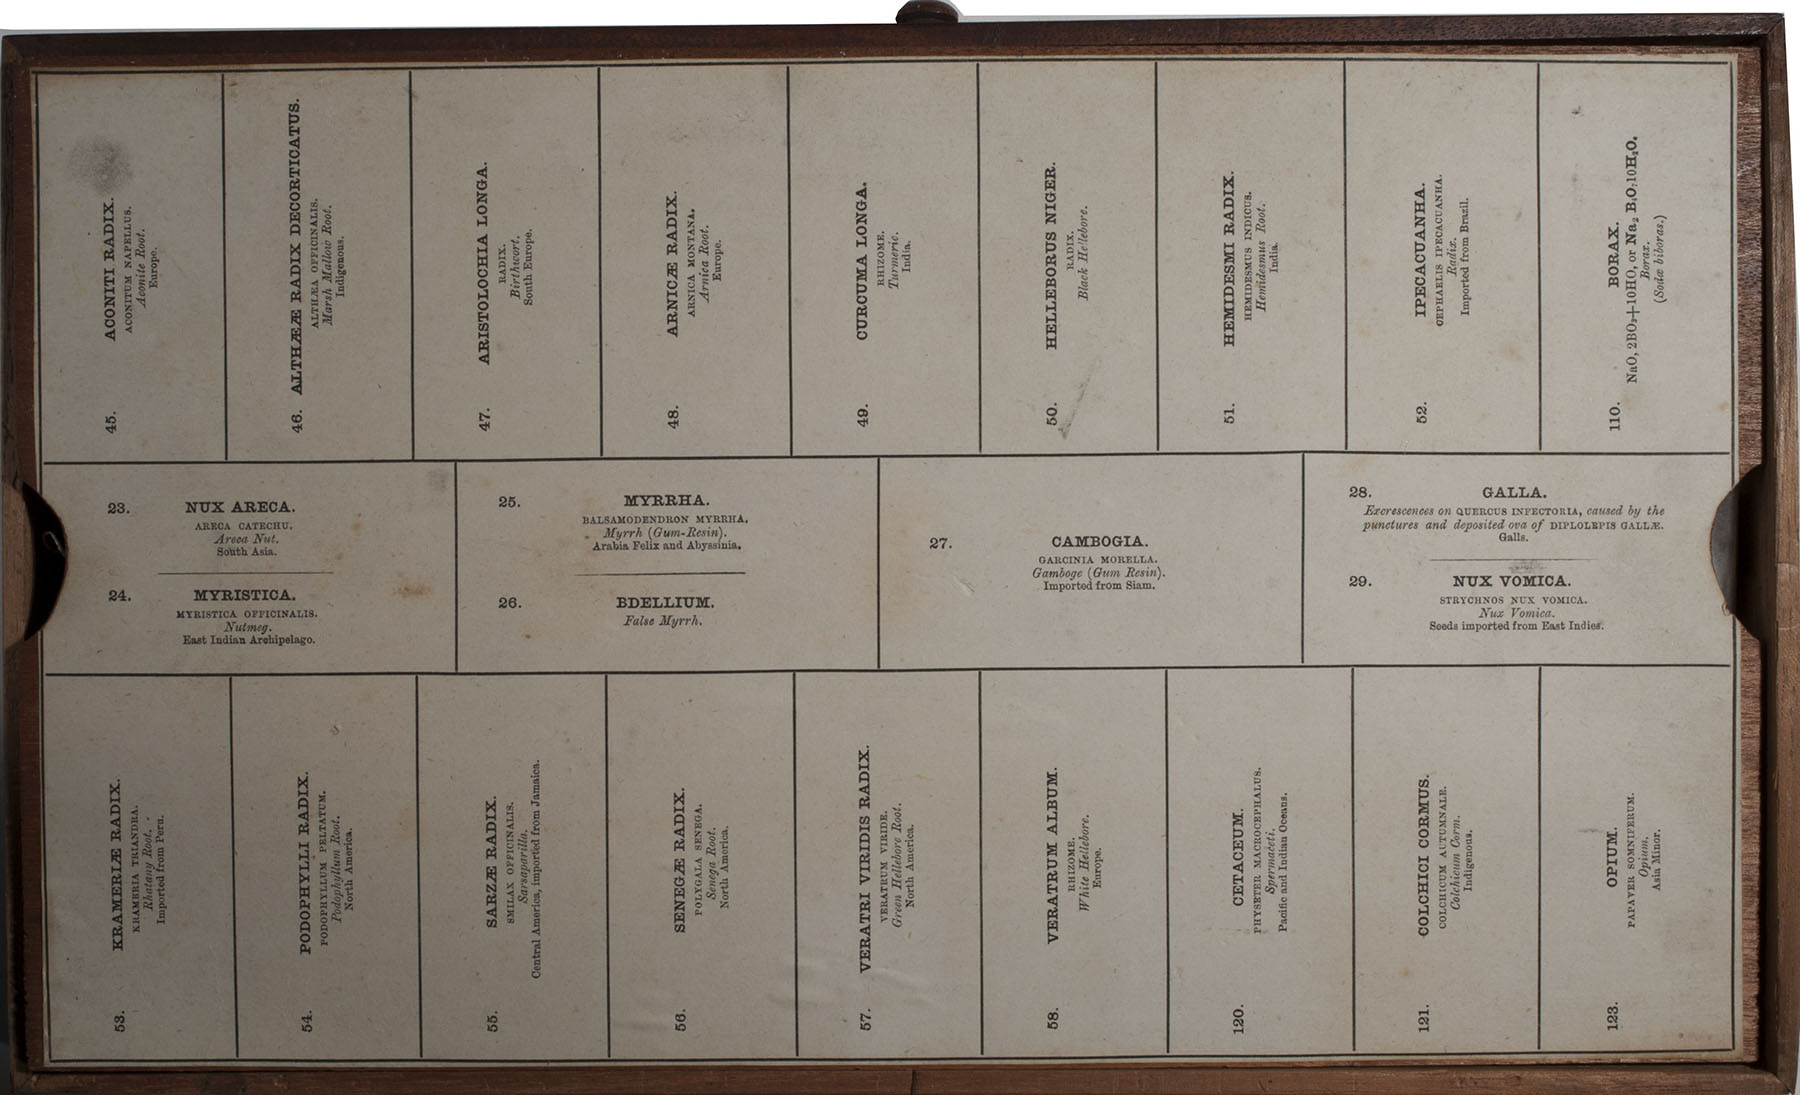 45.
ACONITI RADIX.
ACONITUM NAPELLUS.
Aconite Root.
Europe.
46.
ALTHÆÆ RADIX DECORTICATUS.
ALTHÆA OFFICINALIS.
Marsh Mallow Root.
Indigenous.
47.
ARISTOLOCHIA LONGA.
RADIX.
Birthwort.
South Europe.
48.
ARNICÆ RADIX.
ARNICA MONTANA.
Arnica Root.
Europe.
49.
CURCUMA LONGA.
RHIZOME.
Turmeric.
India.
50.
HELLEBORUS NIGER.
RADIX.
Black Hellebore.
51.
HEMIDESMI RADIX.
HEMIDESMUS INDICUS.
Hemidesmus Root.
India.
52.
IPECACUANHA.
CEPHAELIS IPECACUANHA.
Radix.
Imported from Brazil.
110.
BORAX.
NaO, 2BO₃+10HO, or Na₂ B₄O₇10H₂O.
Borax.
(Sodæ biboras.)
23. NUX ARECA.
ARECA CATECHU.
Areca Nut.
South Asia.
24. MYRISTICA.
MYRISTICA OFFICINALIS.
Nutmeg.
East Indian Archipelago.
25. MYRRHA.
BALSAMODENDRON MYRRHA.
Myrrh (Gum-Resin).
Arabia Felix and Abyssinia.
26. BDELLIUM.
False Myrrh.
27. CAMBOGIA.
GARCINIA MORELLA.
Gamboge (Gum Resin).
Imported from Siam.
28. GALLA.
Excrescences on QUERCUS INFECTORIA, caused by the
punctures and deposited ova of DIPLOLEPIS GALLÆ.
Galls.
29. NUX VOMICA.
STRYCHNOS NUX VOMICA.
Nux Vomica.
Seeds imported from East Indies.
53.
KRAMERIÆ RADIX.
KRAMERIA TRIANDRA.
Rhatany Root.
Imported from Peru.
54.
PODOPHYLLI RADIX.
PODOPHYLLUM PELTATUM.
Podophyllum Root.
North America.
55.
SARZÆ RADIX.
SMILAX OFFICINALIS.
Sarsaparilla.
Central America, imported from Jamaica.
56.
SENEGÆ RADIX.
POLYGALA SENEGA.
Senega Root.
North America.
57.
VERATRI VIRIDIS RADIX.
VERATRUM VIRIDE.
Green Hellebore Root.
North America.
58.
VERATRUM ALBUM.
RHIZOME.
White Hellebore.
Europe.
120.
CETACEUM.
PHYSETER MACROCEPHALUS.
Spermaceti.
Pacific and Indian Oceans.
121.
COLCHICI CORMUS.
COLCHICUM AUTUMNALE.
Colchicum Corm.
Indigenous.
123.
OPIUM.
PAPAVER SOMNIFERUM.
Opium.
Asia Minor.